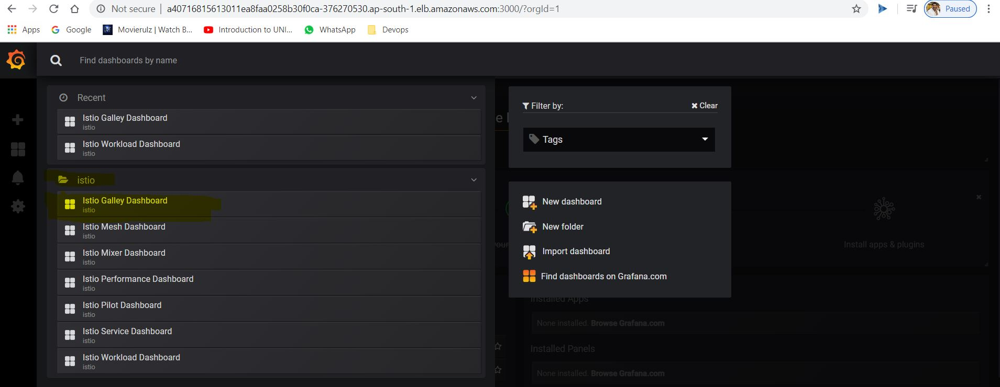 Not secure | a40716815613011ea8faa0258b30f0ca-376270530.ap-south-1.elb.amazonaws.com:3000/?orgId=1
Paused
Apps
Google
Movierulz | Watch B...
Introduction to UNI...
WhatsApp
Devops
Find dashboards by name
Recent
Istio Galley Dashboard
istio
Istio Workload Dashboard
istio
istio
Istio Galley Dashboard
istio
Istio Mesh Dashboard
istio
Istio Mixer Dashboard
istio
Istio Performance Dashboard
istio
Istio Pilot Dashboard
istio
Istio Service Dashboard
istio
Istio Workload Dashboard
istio
Filter by:
Clear
Tags
New dashboard
New folder
Import dashboard
Find dashboards on Grafana.com
Install apps & plugins
Installed Apps
None installed. Browse Grafana.com
Installed Panels
None installed. Browse Grafana.com